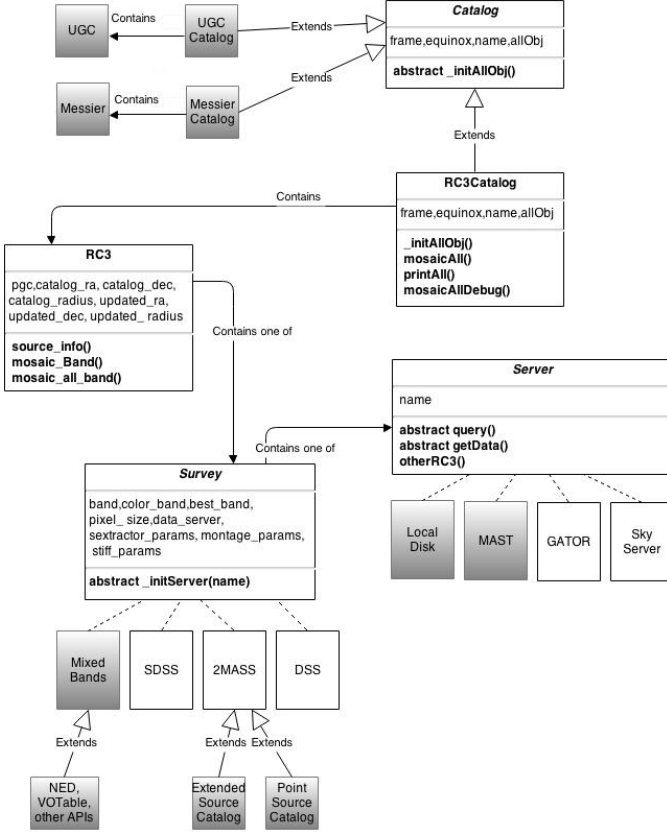 Catalog
frame,equinox,name,allObj
abstract _initAllObj()
UGC
Contains
UGC
Catalog
Extends
Messier
Contains
Messier
Catalog
Extends
Extends
RC3Catalog
frame,equinox,name,allObj
_initAllObj()
mosaicAll()
printAll()
mosaicAllDebug()
Contains
RC3
pgc,catalog_ra, catalog_dec,
catalog_radius, updated_ra,
updated_dec, updated_ radius
source_info()
mosaic_Band()
mosaic_all_band()
Contains one of
Server
name
abstract query()
abstract getData()
otherRC3()
Contains one of
Survey
band,color_band,best_band,
pixel_ size,data_server,
sextractor_params, montage_params,
stiff_params
abstract _initServer(name)
Local
Disk
MAST
GATOR
Sky
Server
Mixed
Bands
SDSS
2MASS
DSS
Extends
Extends
Extends
NED,
VOTable,
other APIs
Extended
Source
Catalog
Point
Source
Catalog